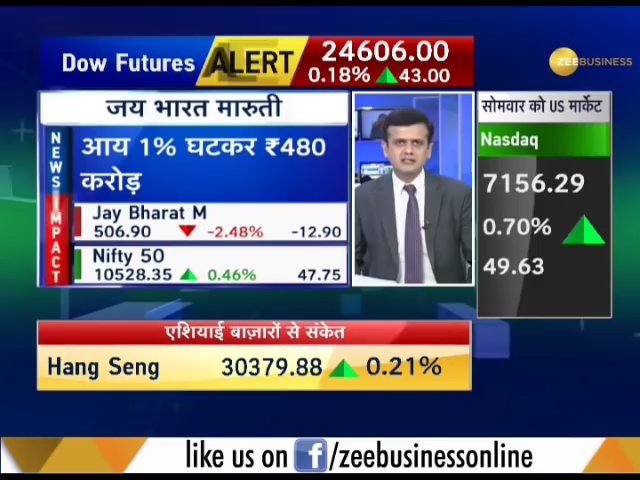 Dow Futures
ALERT
24606.00
0.18% 43.00
ZEEBUSINESS
जय भारत मारुती
NEWS IMPACT
आय 1% घटकर ₹480
करोड़
Jay Bharat M
506.90 -2.48% -12.90
Nifty 50
10528.35 0.46% 47.75
सोमवार को US मार्केट
Nasdaq
7156.29
0.70%
49.63
एशियाई बाज़ारों से संकेत
Hang Seng 30379.88 0.21%
like us on f/zeebusinessonline